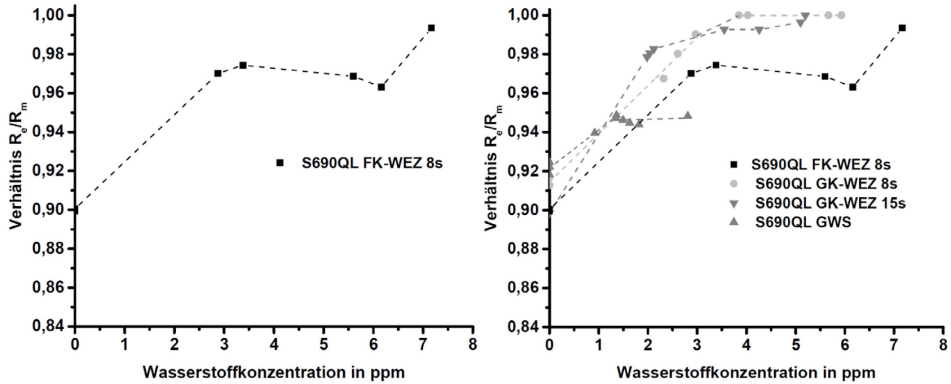 1,00
0,98
0,96
0,94
0,92
0,90
0,88
0,86
0,84
Verhältnis Re/Rm
S690QL FK-WEZ 8s
0 1 2 3 4 5 6 7 8
Wasserstoffkonzentration in ppm
1,00
0,98
0,96
0,94
0,92
0,90
0,88
0,86
0,84
Verhältnis Re/Rm
S690QL FK-WEZ 8s
S690QL GK-WEZ 8s
S690QL GK-WEZ 15s
S690QL GWS
0 1 2 3 4 5 6 7 8
Wasserstoffkonzentration in ppm